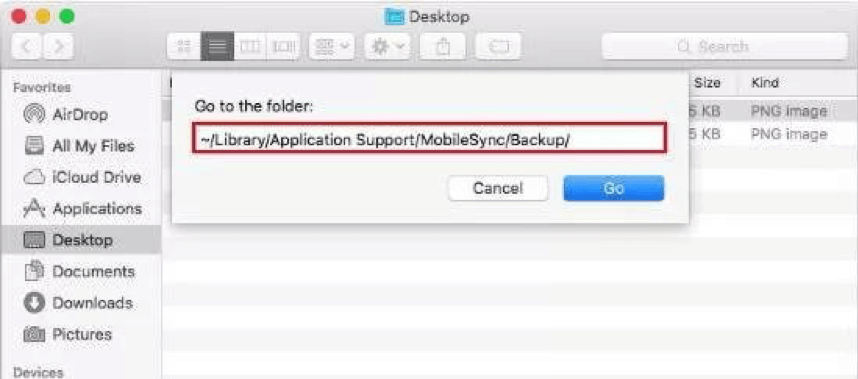 Desktop
Search
Favorites
Size Kind
AirDrop
Go to the folder:
5 KB PNG image
~/Library/Application Support/MobileSync/Backup/
5 KB PNG image
All My Files
iCloud Drive
Cancel Go
Applications
Desktop
Documents
Downloads
Pictures
Devices